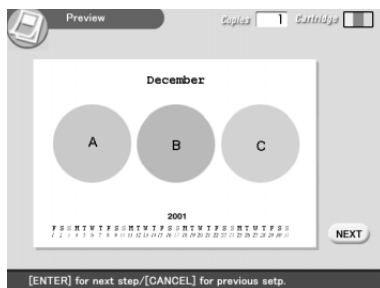 Preview
Copies 1 Cartridge
December
A B C
2001
F S S M T W T F S S M T W T F S S M T W T F S S M T W T F S S
NEXT
[ENTER] for next step/[CANCEL] for previous setp.